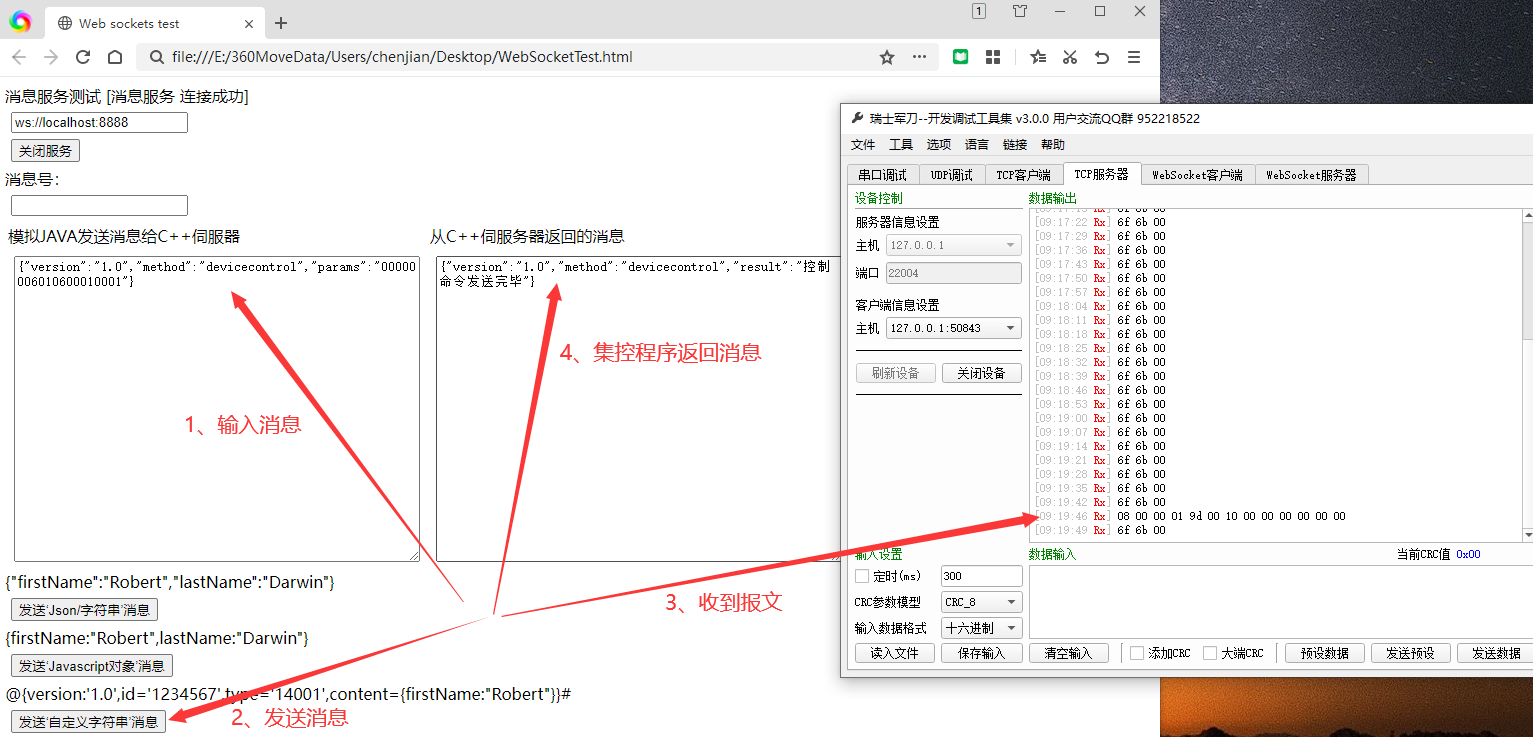 Web sockets test
1
file:///E:/360MoveData/Users/chenjian/Desktop/WebSocketTest.html
消息服务测试 [消息服务 连接成功]
ws://localhost:8888
关闭服务
消息号：
模拟JAVA发送消息给C++伺服器
从C++伺服务器返回的消息
{"version":"1.0","method":"devicecontrol","params":"00000
006010600010001"}
{"version":"1.0","method":"devicecontrol","result":"控制
命令发送完毕"}
1、输入消息
4、集控程序返回消息
3、收到报文
2、发送消息
{"firstName":"Robert","lastName":"Darwin"}
发送'Json/字符串'消息
{firstName:"Robert",lastName:"Darwin"}
发送'Javascript对象'消息
@{version:'1.0',id='1234567',type='14001',content={firstName:"Robert"}}#
发送'自定义字符串'消息
瑞士军刀--开发调试工具集 v3.0.0 用户交流QQ群 952218522
文件 工具 选项 语言 链接 帮助
串口调试 UDP调试 TCP客户端 TCP服务器 WebSocket客户端 WebSocket服务器
设备控制
服务器信息设置
主机 127.0.0.1
端口 22004
客户端信息设置
主机 127.0.0.1:50843
刷新设备 关闭设备
数据输出
[09:17:15 Rx] 6f 6b 00
[09:17:22 Rx] 6f 6b 00
[09:17:29 Rx] 6f 6b 00
[09:17:36 Rx] 6f 6b 00
[09:17:43 Rx] 6f 6b 00
[09:17:50 Rx] 6f 6b 00
[09:17:57 Rx] 6f 6b 00
[09:18:04 Rx] 6f 6b 00
[09:18:11 Rx] 6f 6b 00
[09:18:18 Rx] 6f 6b 00
[09:18:25 Rx] 6f 6b 00
[09:18:32 Rx] 6f 6b 00
[09:18:39 Rx] 6f 6b 00
[09:18:46 Rx] 6f 6b 00
[09:18:53 Rx] 6f 6b 00
[09:19:00 Rx] 6f 6b 00
[09:19:07 Rx] 6f 6b 00
[09:19:14 Rx] 6f 6b 00
[09:19:21 Rx] 6f 6b 00
[09:19:28 Rx] 6f 6b 00
[09:19:35 Rx] 6f 6b 00
[09:19:42 Rx] 6f 6b 00
[09:19:46 Rx] 08 00 00 01 9d 00 10 00 00 00 00 00 00
[09:19:49 Rx] 6f 6b 00
输入设置
定时(ms) 300
CRC参数模型 CRC_8
输入数据格式 十六进制
读入文件 保存输入 清空输入
数据输入
当前CRC值 0x00
添加CRC 大端CRC 预设数据 发送预设 发送数据